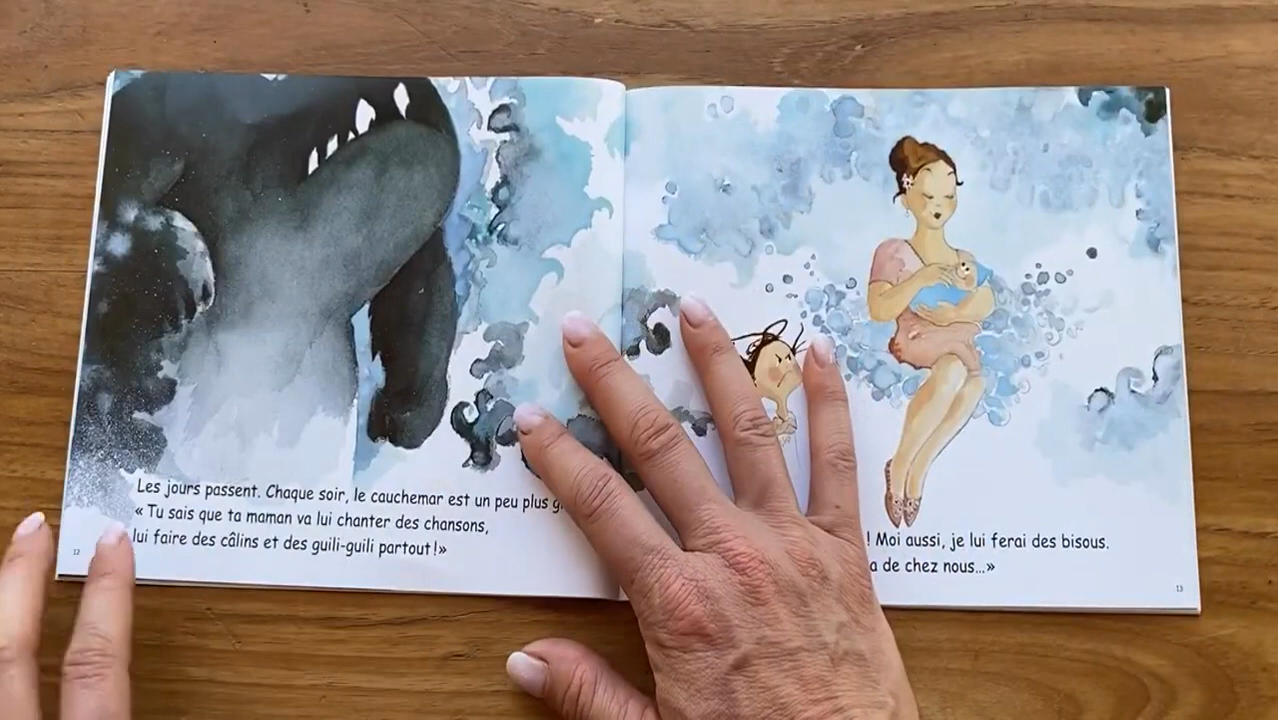 Les jours passent. Chaque soir, le cauchemar est un peu plus
« Tu sais que ta maman va lui chanter des chansons,
lui faire des câlins et des guili-guili partout ! »
12
! Moi aussi, je lui ferai des bisous.
de chez nous... »
13